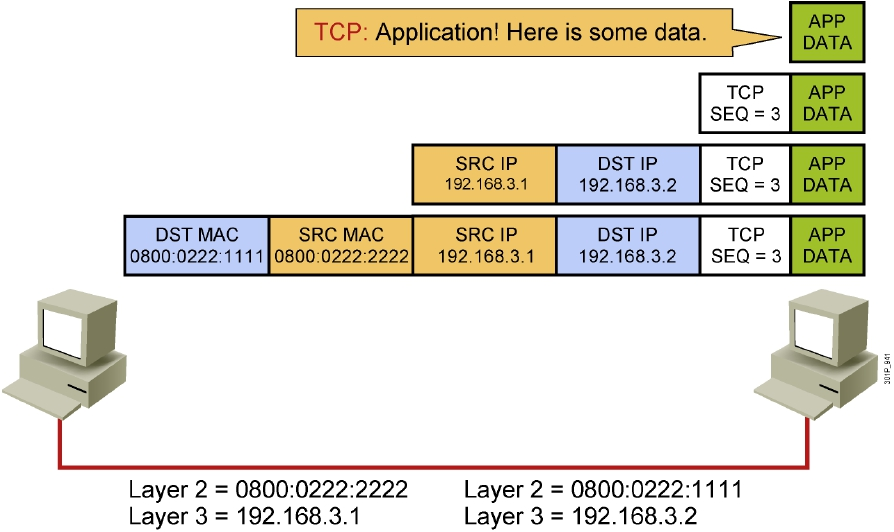 TCP: Application! Here is some data.
APP
DATA
TCP
SEQ = 3
APP
DATA
SRC IP
192.168.3.1
DST IP
192.168.3.2
TCP
SEQ = 3
APP
DATA
DST MAC
0800:0222:1111
SRC MAC
0800:0222:2222
SRC IP
192.168.3.1
DST IP
192.168.3.2
TCP
SEQ = 3
APP
DATA
301P_941
Layer 2 = 0800:0222:2222
Layer 3 = 192.168.3.1
Layer 2 = 0800:0222:1111
Layer 3 = 192.168.3.2